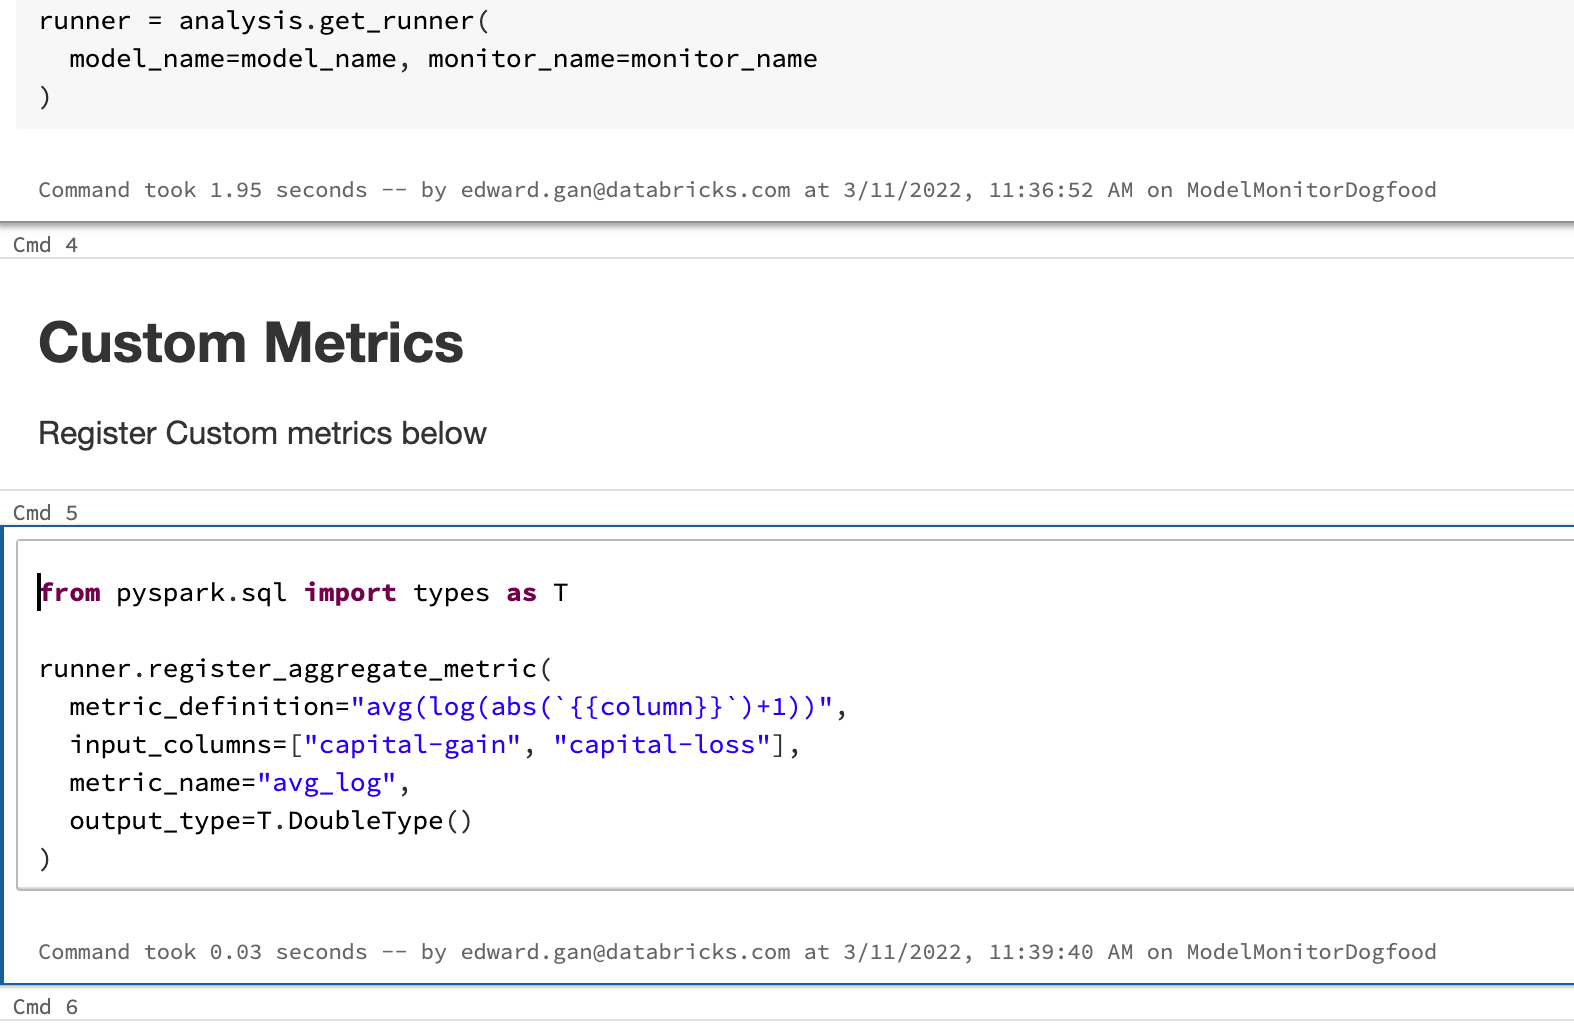 runner = analysis.get_runner(
  model_name=model_name, monitor_name=monitor_name
)
Command took 1.95 seconds -- by edward.gan@databricks.com at 3/11/2022, 11:36:52 AM on ModelMonitorDogfood
Cmd 4
Custom Metrics
Register Custom metrics below
Cmd 5
from pyspark.sql import types as T
runner.register_aggregate_metric(
  metric_definition="avg(log(abs(`{{column}}`)+1))",
  input_columns=["capital-gain", "capital-loss"],
  metric_name="avg_log",
  output_type=T.DoubleType()
)
Command took 0.03 seconds -- by edward.gan@databricks.com at 3/11/2022, 11:39:40 AM on ModelMonitorDogfood
Cmd 6